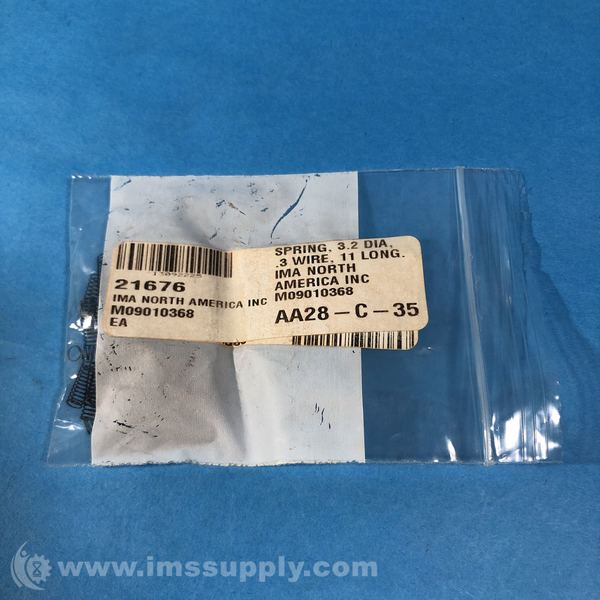 21676
IMA NORTH AMERICA INC
M09010368
EA
SPRING, 3.2 DIA,
.3 WIRE, 11 LONG.
IMA NORTH
AMERICA INC
M09010368
AA28-C-35
www.imssupply.com